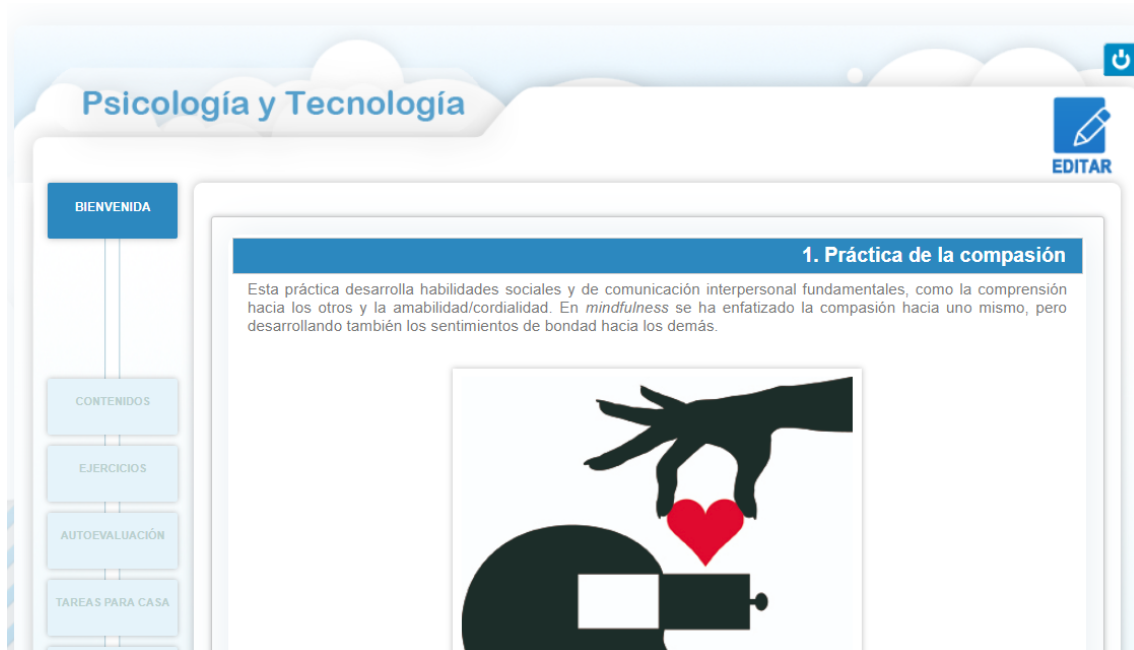 Psicología y Tecnología
EDITAR
BIENVENIDA
1. Práctica de la compasión
Esta práctica desarrolla habilidades sociales y de comunicación interpersonal fundamentales, como la comprensión
hacia los otros y la amabilidad/cordialidad. En mindfulness se ha enfatizado la compasión hacia uno mismo, pero
desarrollando también los sentimientos de bondad hacia los demás.
CONTENIDOS
EJERCICIOS
AUTOEVALUACIÓN
TAREAS PARA CASA